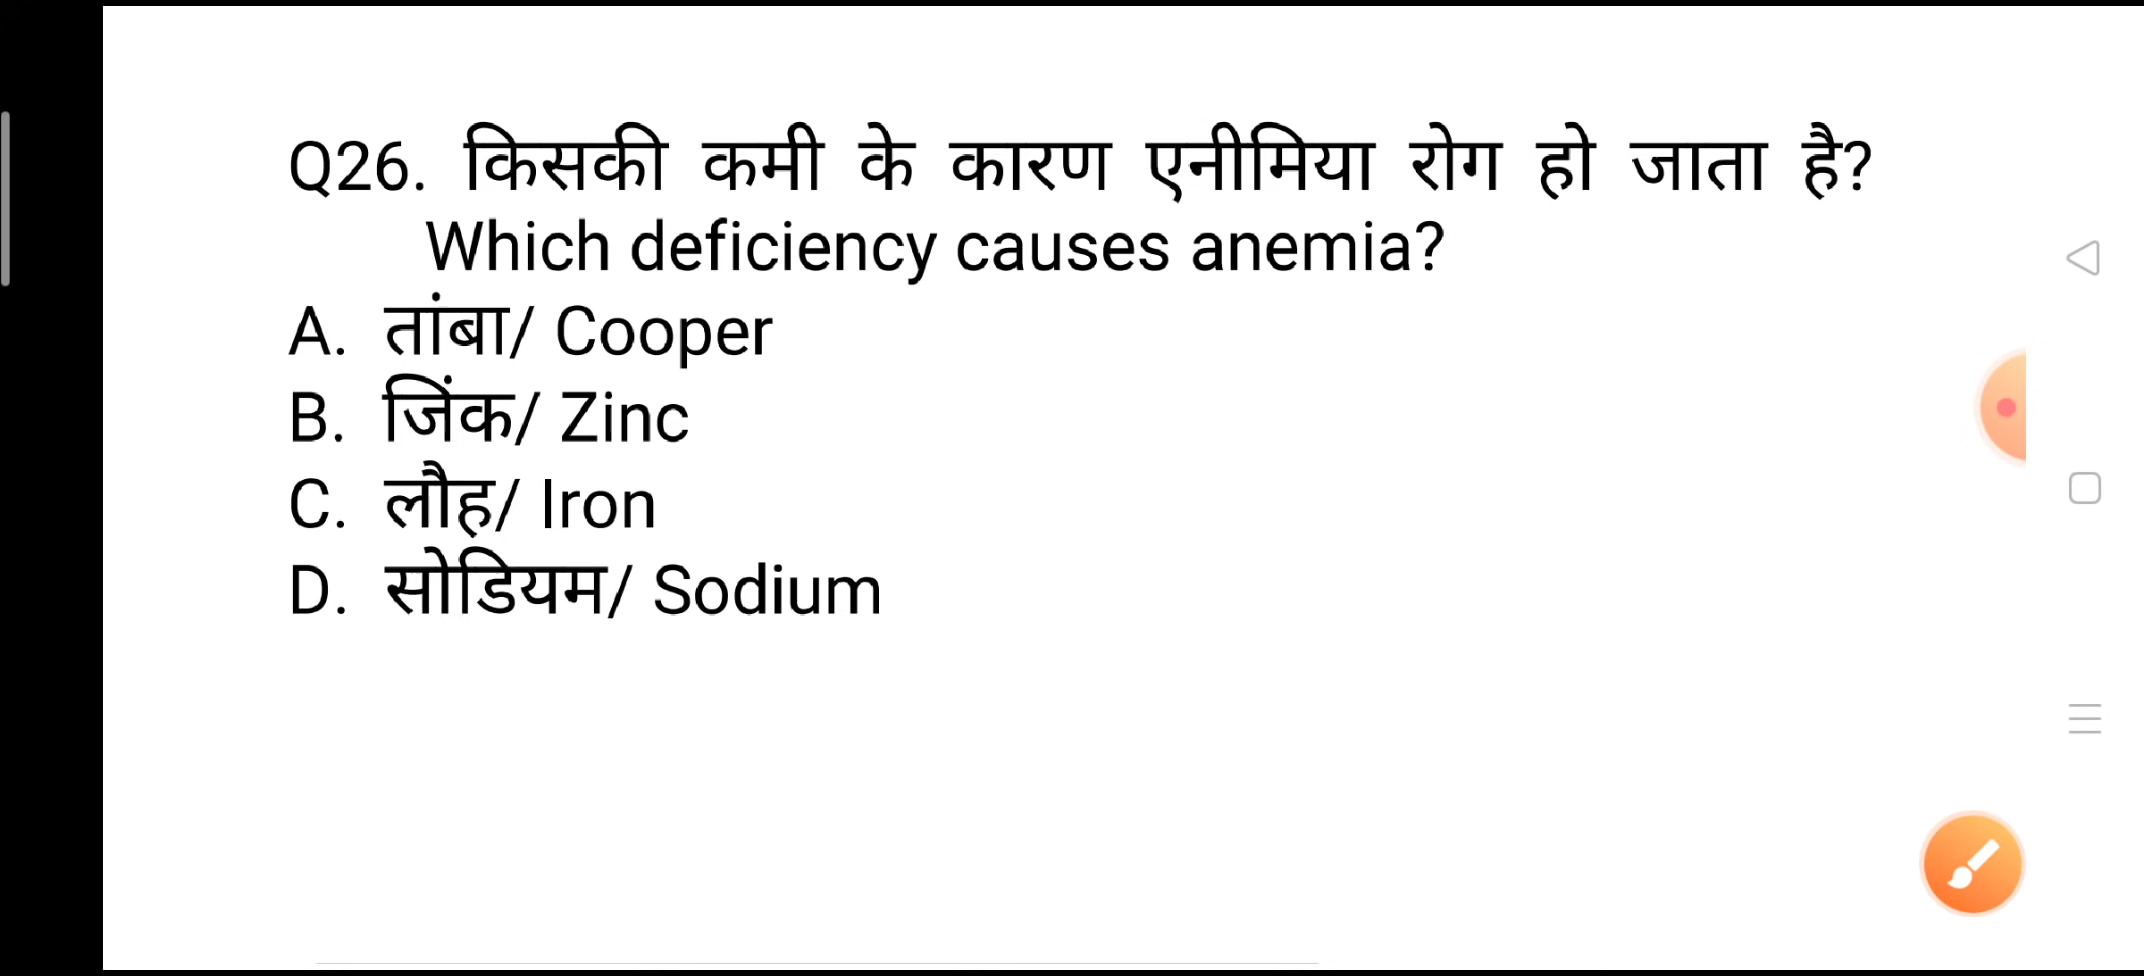 Q26. किसकी कमी के कारण एनीमिया रोग हो जाता है?
Which deficiency causes anemia?
A. तांबा/ Cooper
B. जिंक/ Zinc
C. लौह/ Iron
D. सोडियम/ Sodium